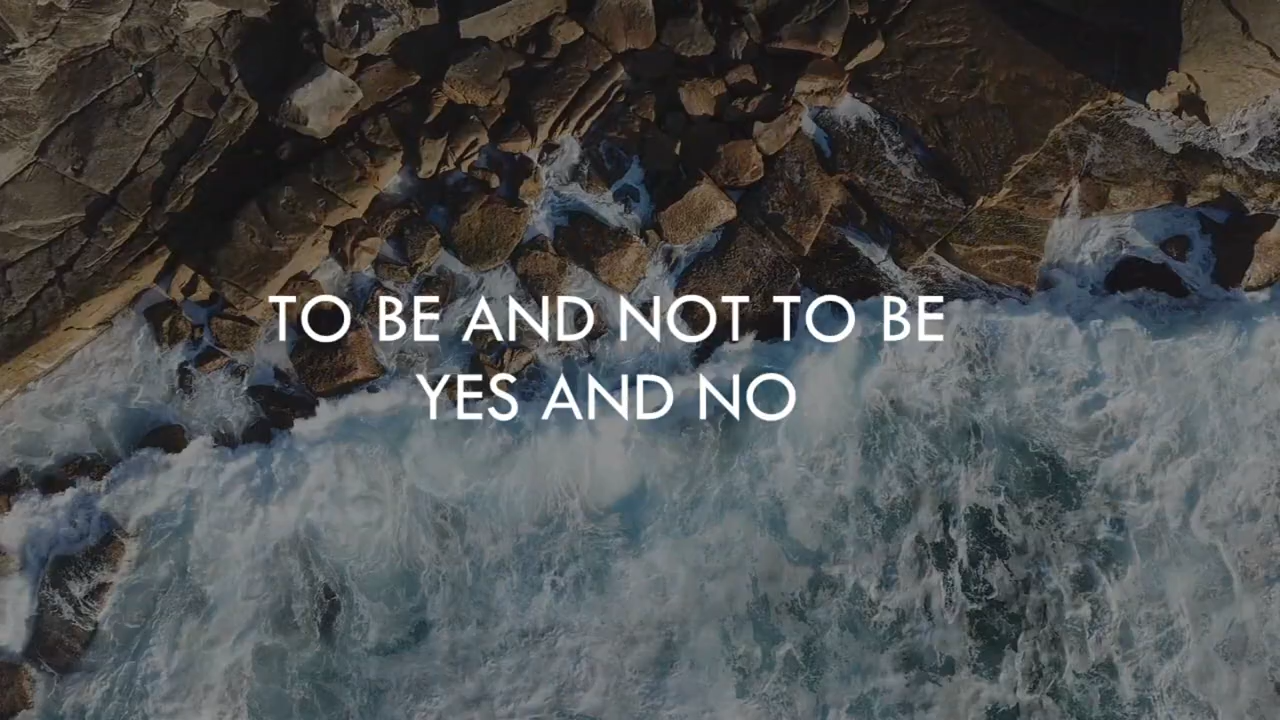 TO BE AND NOT TO BE
YES AND NO